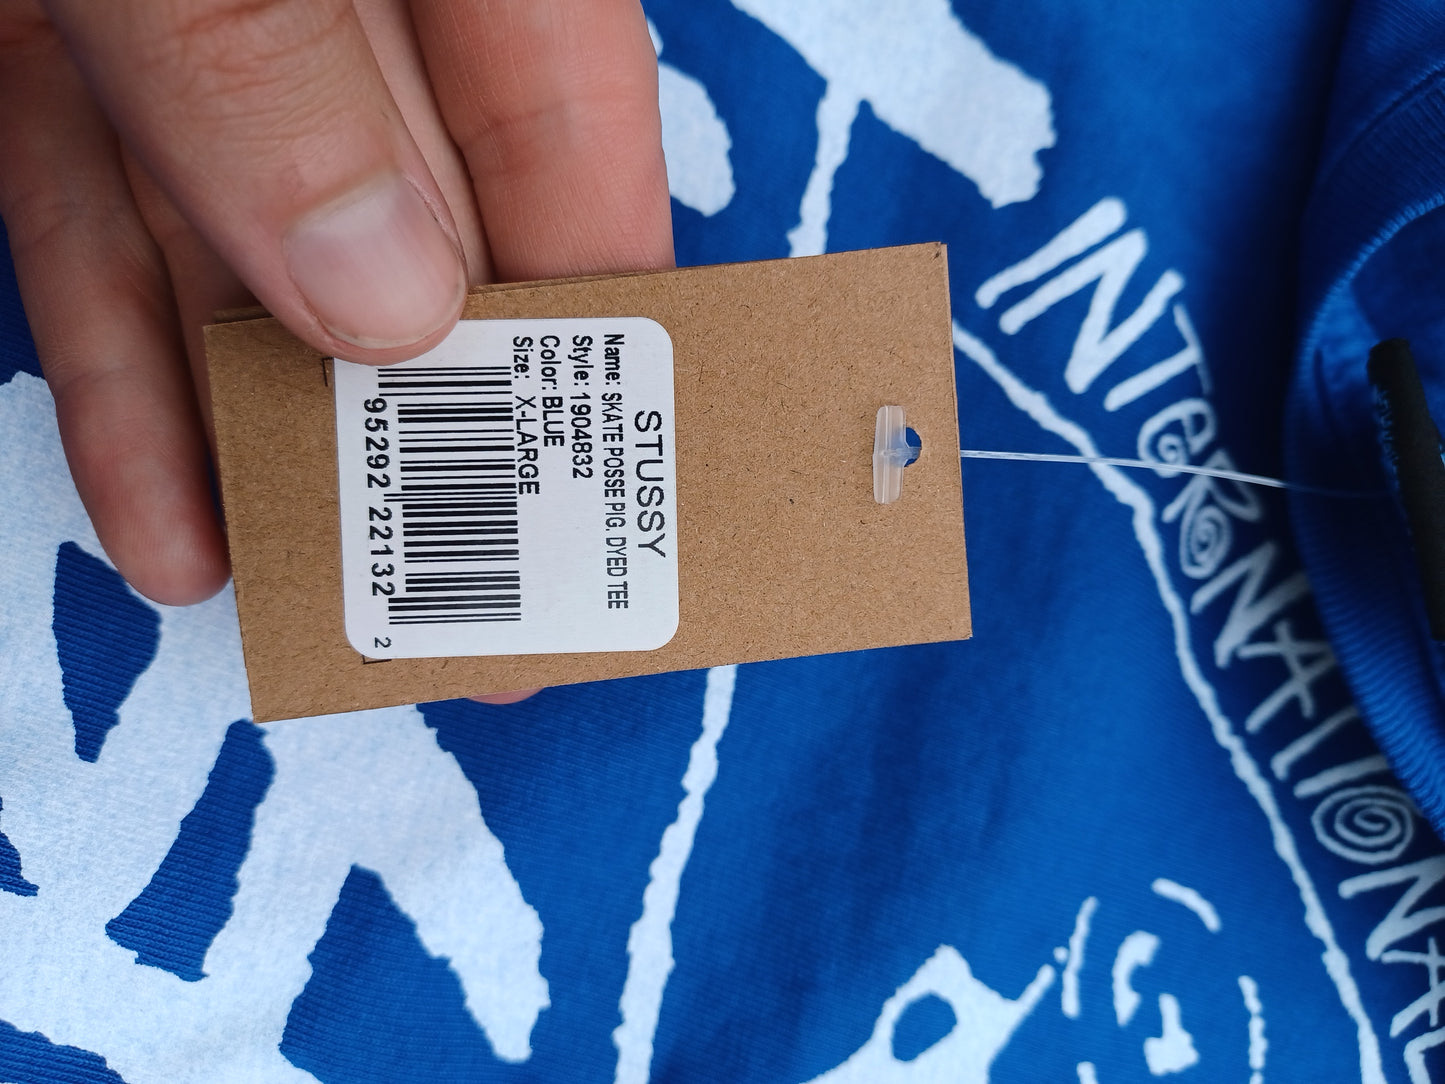 STUSSY
Name: SKATE POSSE PIG. DYED TEE
Style: 1904832
Color: BLUE
Size: X-LARGE
95292 22132 2
INTERNATIONAL